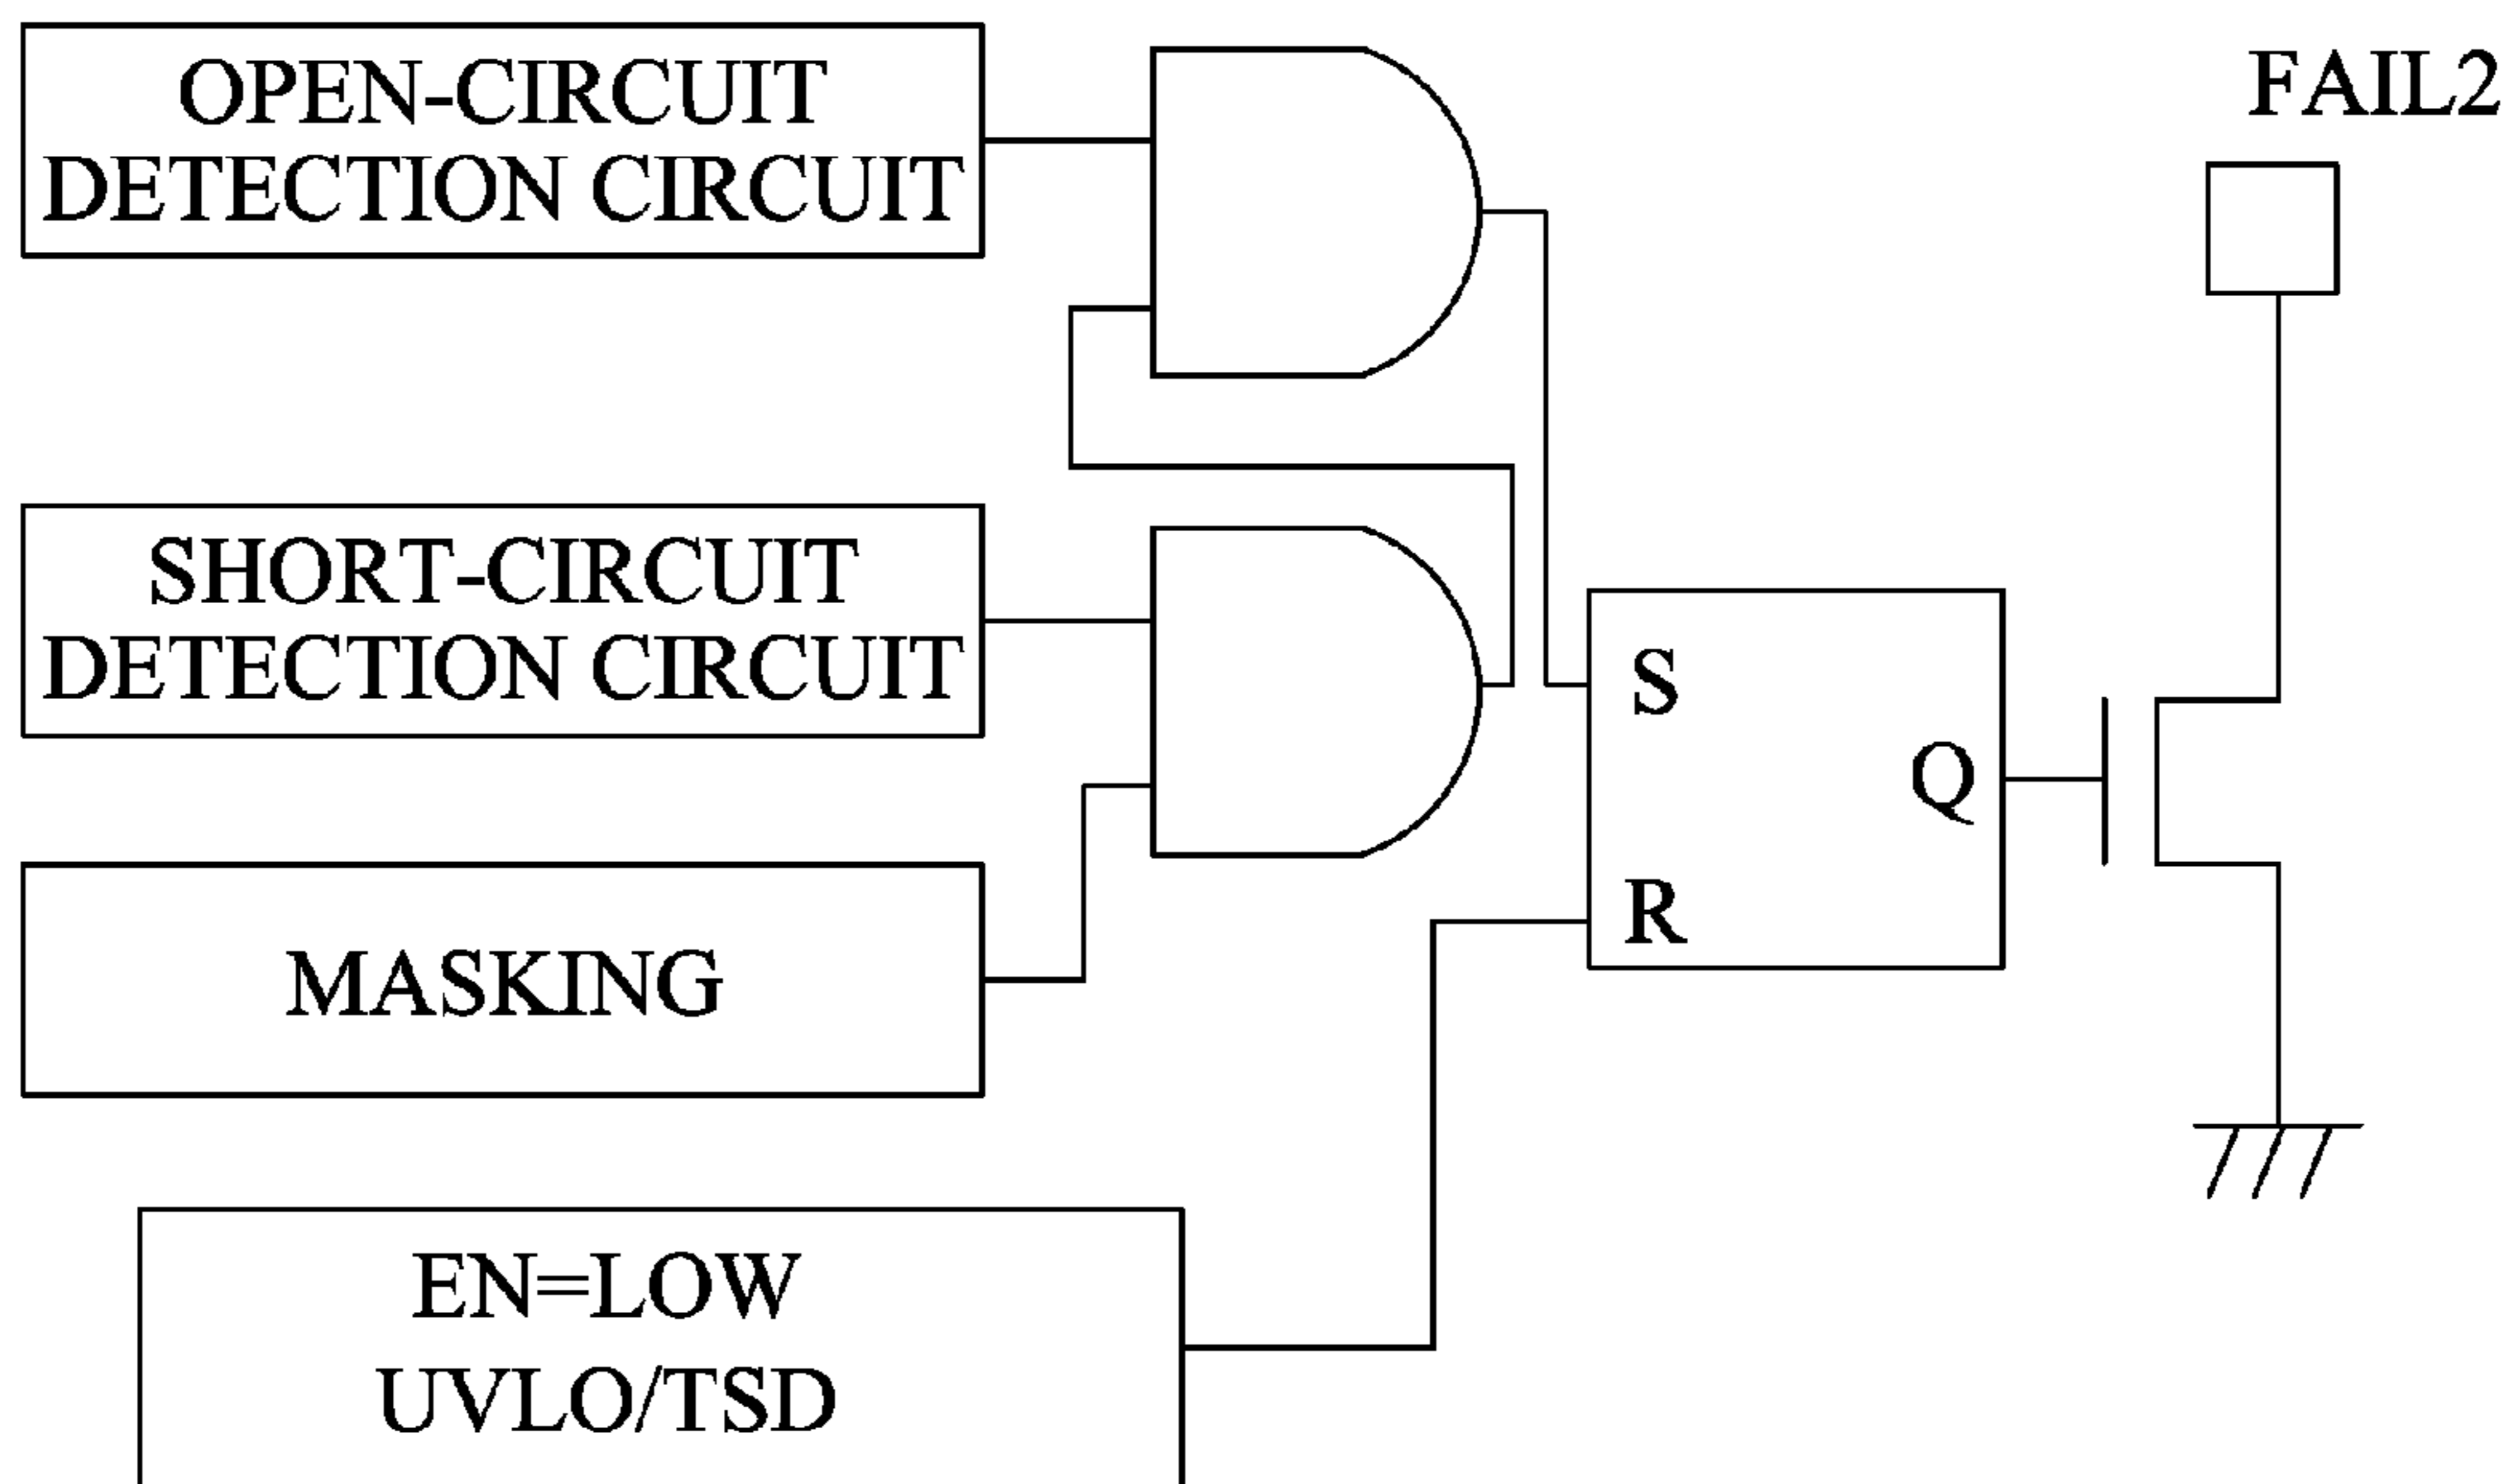 OPEN-CIRCUIT
DETECTION CIRCUIT
FAIL2
SHORT-CIRCUIT
DETECTION CIRCUIT
S
Q
R
MASKING
EN=LOW
UVLO/TSD